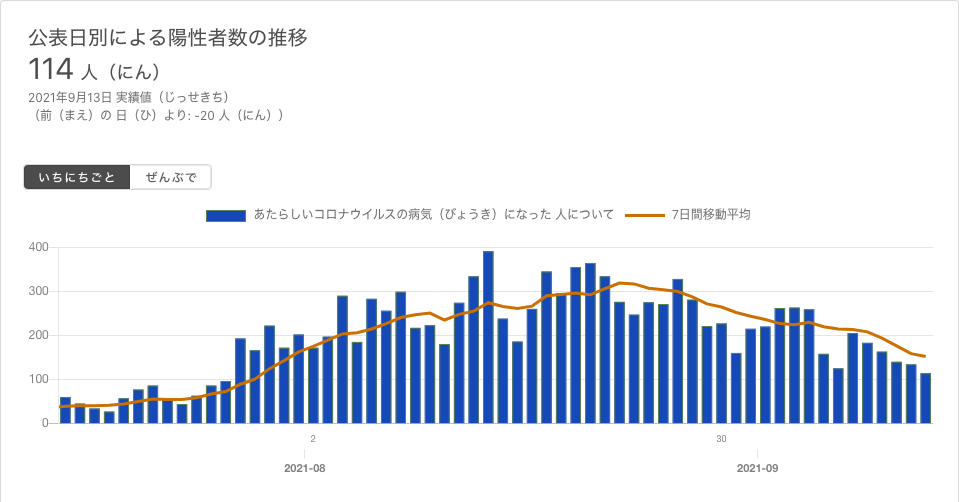 公表日別による陽性者数の推移
114 人（にん）
2021年9月13日 実績値（じっせきち）
（前（まえ）の 日（ひ）より: -20 人（にん））
いちにちごと ぜんぶで
あたらしいコロナウイルスの病気（びょうき）になった 人について 7日間移動平均
400
300
200
100
0
2 30
2021-08 2021-09